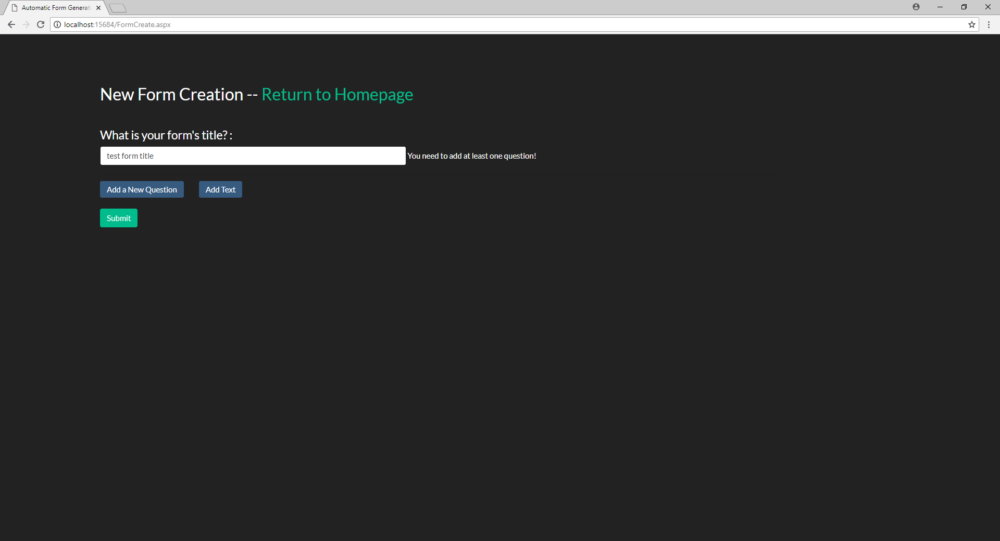 Automatic Form Generat
localhost:15684/FormCreate.aspx
New Form Creation -- Return to Homepage
What is your form's title? :
test form title You need to add at least one question!
Add a New Question Add Text
Submit